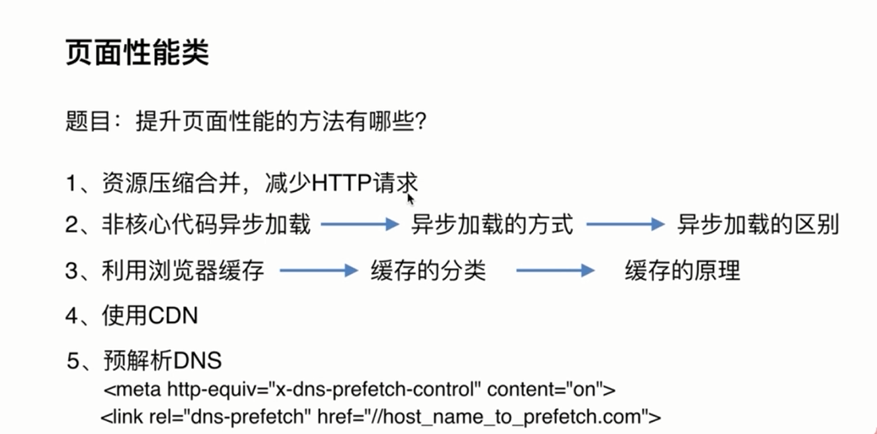 页面性能类
题目：提升页面性能的方法有哪些？
1、资源压缩合并，减少HTTP请求
2、非核心代码异步加载 异步加载的方式 异步加载的区别
3、利用浏览器缓存 缓存的分类 缓存的原理
4、使用CDN
5、预解析DNS
<meta http-equiv="x-dns-prefetch-control" content="on">
<link rel="dns-prefetch" href="//host_name_to_prefetch.com">